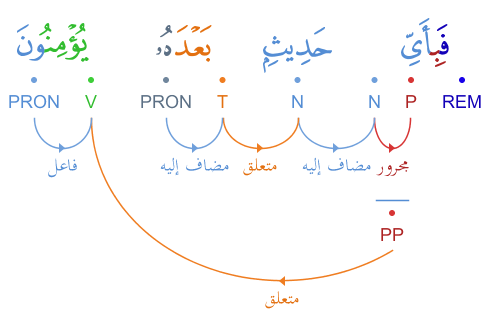 فَبِأَيِّ حَدِيثٍۭ بَعْدَهُۥ يُؤْمِنُونَ
REM P N N T PRON V PRON
مجرور مضاف إليه متعلق مضاف إليه فاعل
PP
متعلق